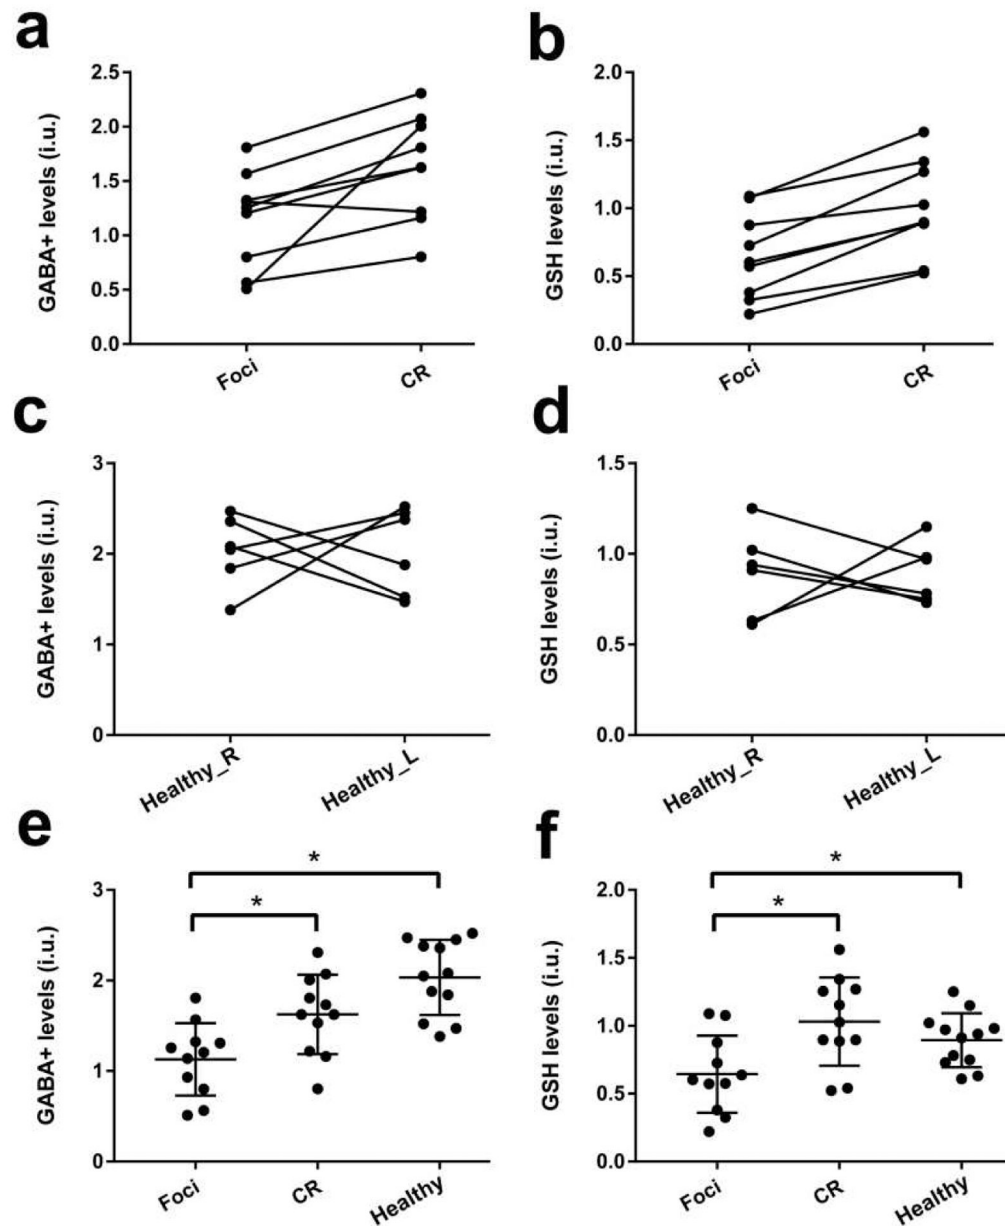 a
GABA+ levels (i.u.)
2.5
2.0
1.5
1.0
0.5
0.0
Foci
CR
b
GSH levels (i.u.)
2.0
1.5
1.0
0.5
0.0
Foci
CR
c
GABA+ levels (i.u.)
3
2
1
0
Healthy_R
Healthy_L
d
GSH levels (i.u.)
1.5
1.0
0.5
0.0
Healthy_R
Healthy_L
e
GABA+ levels (i.u.)
3
2
1
0
*
*
Foci
CR
Healthy
f
GSH levels (i.u.)
2.0
1.5
1.0
0.5
0.0
*
*
Foci
CR
Healthy